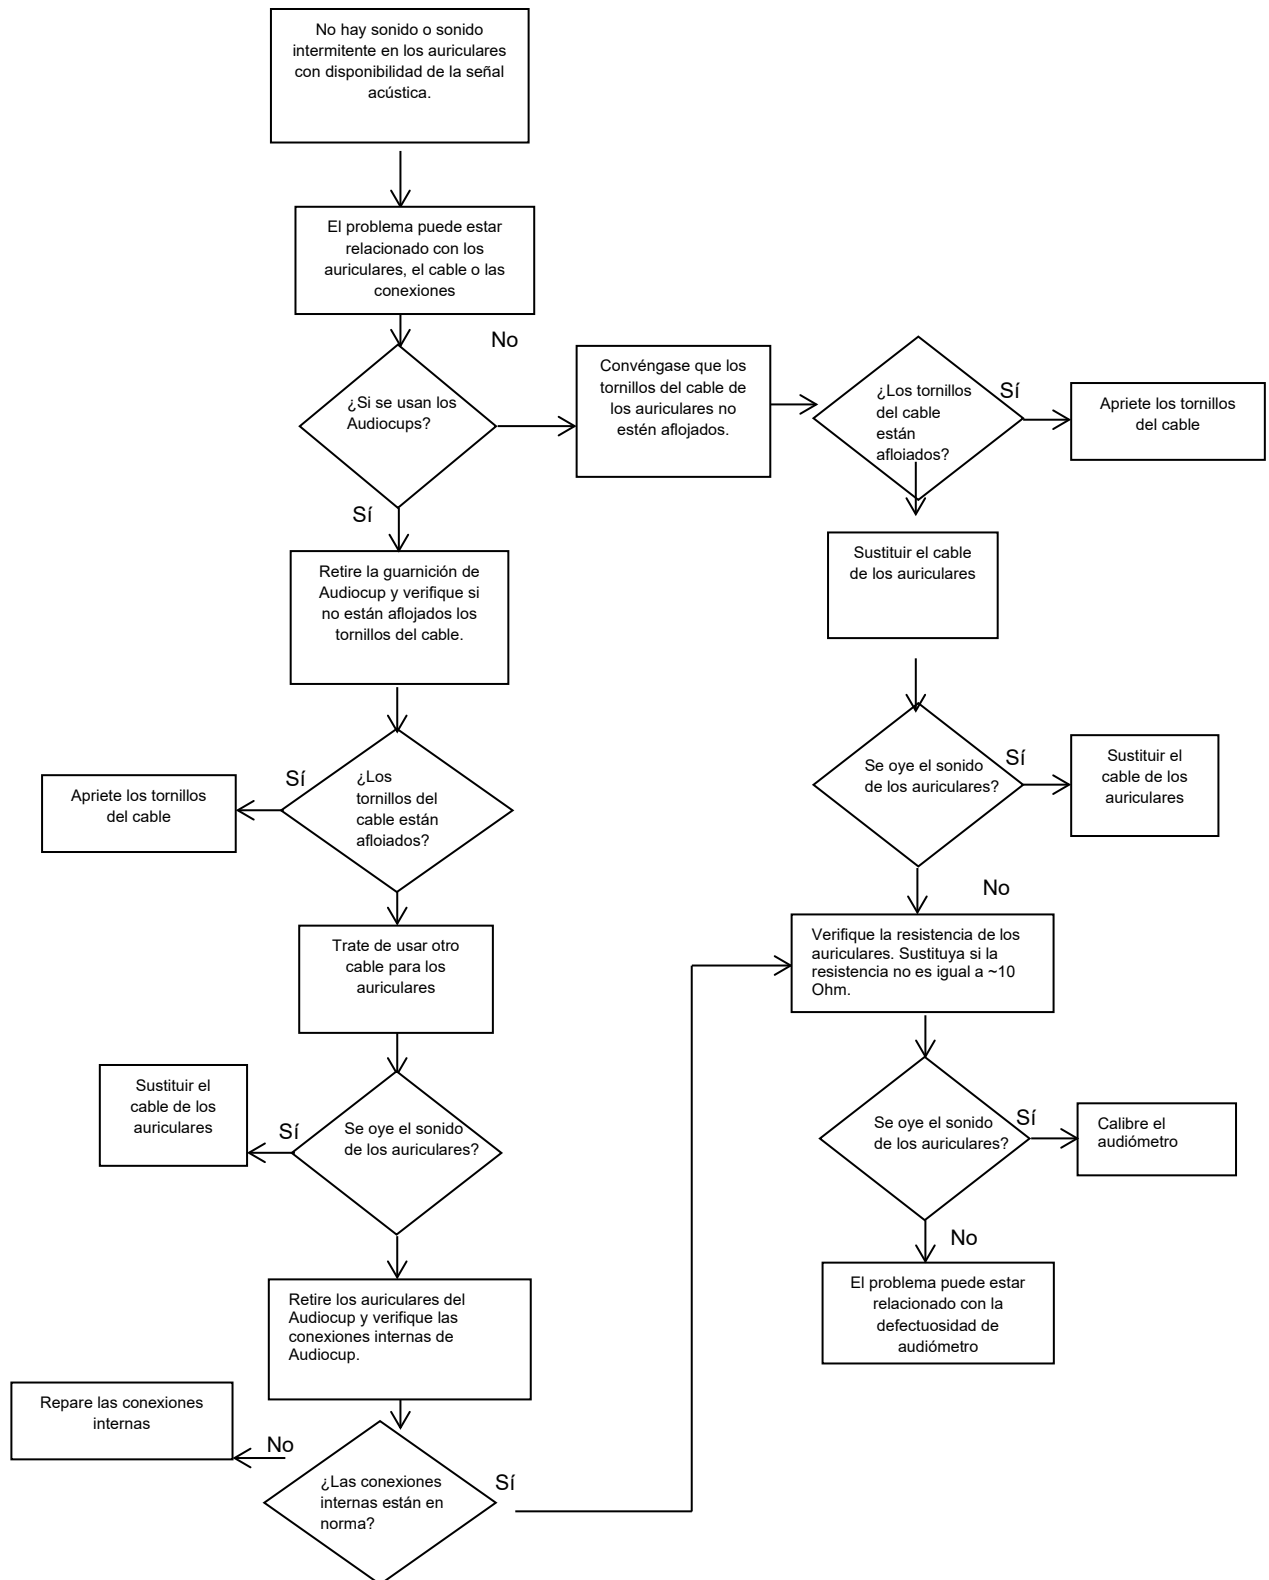 No hay sonido o sonido
intermitente en los auriculares
con disponibilidad de la señal
acústica.
El problema puede estar
relacionado con los
auriculares, el cable o las
conexiones
No
¿Si se usan los
Audiocups?
Convéngase que los
tornillos del cable de
los auriculares no
estén aflojados.
¿Los tornillos
del cable
están
afloiados?
Sí
Apriete los tornillos
del cable
Sí
Retire la guarnición de
Audiocup y verifique si
no están aflojados los
tornillos del cable.
Sustituir el cable
de los auriculares
Se oye el sonido
de los auriculares?
Sí
Sustituir el
cable de los
auriculares
Apriete los tornillos
del cable
Sí
¿Los
tornillos del
cable están
afloiados?
No
Trate de usar otro
cable para los
auriculares
Verifique la resistencia de los
auriculares. Sustituya si la
resistencia no es igual a ~10
Ohm.
Sustituir el
cable de los
auriculares
Sí
Se oye el sonido
de los auriculares?
Se oye el sonido
de los auriculares?
Sí
Calibre el
audiómetro
No
Retire los auriculares del
Audiocup y verifique las
conexiones internas de
Audiocup.
El problema puede estar
relacionado con la
defectuosidad de
audiómetro
Repare las conexiones
internas
No
¿Las conexiones
internas están en
norma?
Sí